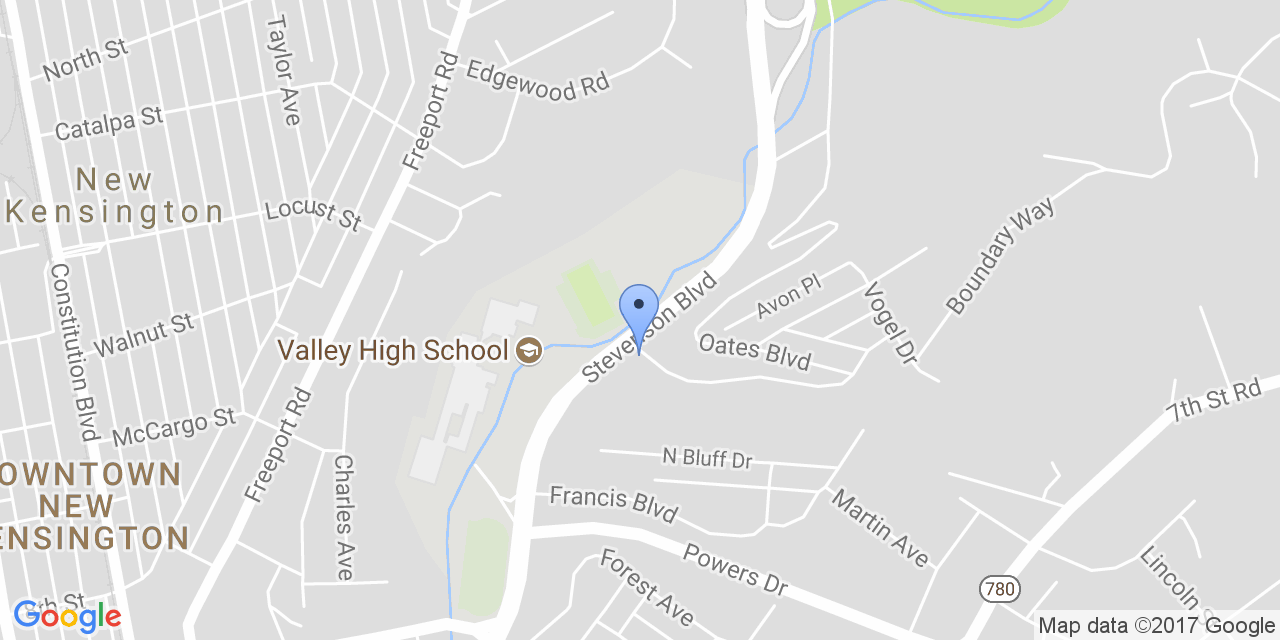 North St
Taylor Ave
Edgewood Rd
Freeport Rd
Catalpa St
New
Kensington
Locust St
Boundary Way
Constitution Blvd
Walnut St
Avon Pl
Vogel Dr
Stevenson Blvd
Valley High School
Oates Blvd
McCargo St
Freeport Rd
7th St Rd
N Bluff Dr
OWNTOWN
NEW
ENSINGTON
Charles Ave
Francis Blvd
Martin Ave
Powers Dr
Forest Ave
Lincoln
780
8th St
Google
Map data ©2017 Google